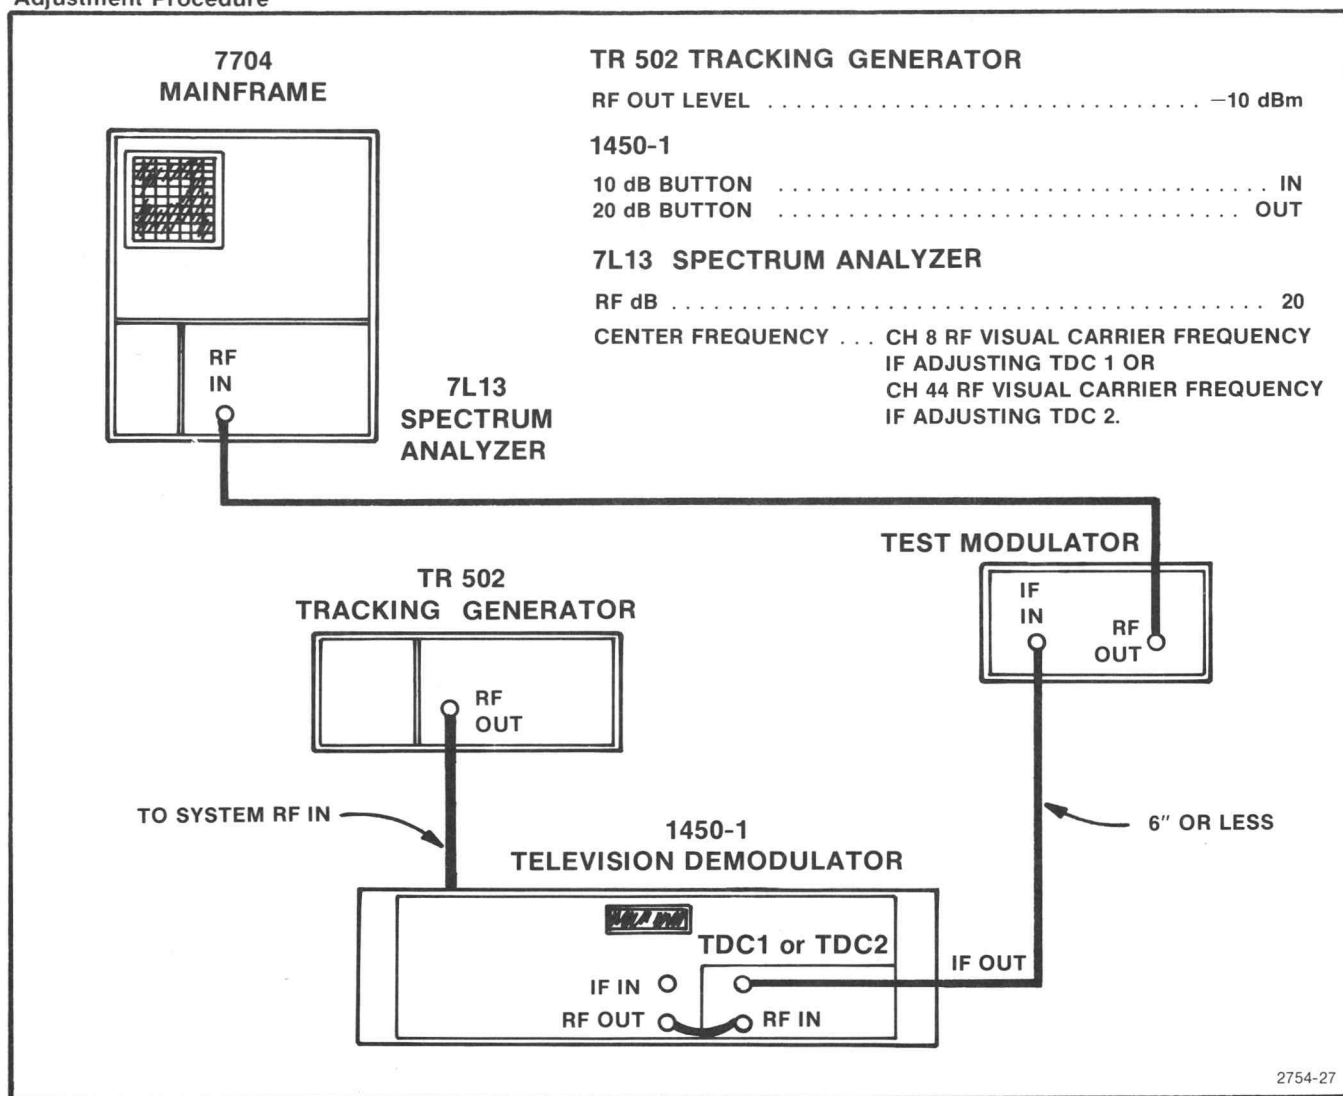 Adjustment Procedure
7704
MAINFRAME
TR 502 TRACKING GENERATOR
RF OUT LEVEL . . . . . . . . . . . . . . . . . . . . . . . . . . . . . . . . . . −10 dBm
1450-1
10 dB BUTTON . . . . . . . . . . . . . . . . . . . . . . . . . . . . . . . . . . . . . . IN
20 dB BUTTON . . . . . . . . . . . . . . . . . . . . . . . . . . . . . . . . . . . . OUT
7L13 SPECTRUM ANALYZER
RF dB . . . . . . . . . . . . . . . . . . . . . . . . . . . . . . . . . . . . . . . . . . . . . . 20
CENTER FREQUENCY . . . CH 8 RF VISUAL CARRIER FREQUENCY
IF ADJUSTING TDC 1 OR
CH 44 RF VISUAL CARRIER FREQUENCY
IF ADJUSTING TDC 2.
RF
IN
7L13
SPECTRUM
ANALYZER
TEST MODULATOR
IF
IN
RF
OUT
TR 502
TRACKING GENERATOR
RF
OUT
TO SYSTEM RF IN
6″ OR LESS
1450-1
TELEVISION DEMODULATOR
TDC1 or TDC2
IF OUT
IF IN
RF OUT
RF IN
2754-27